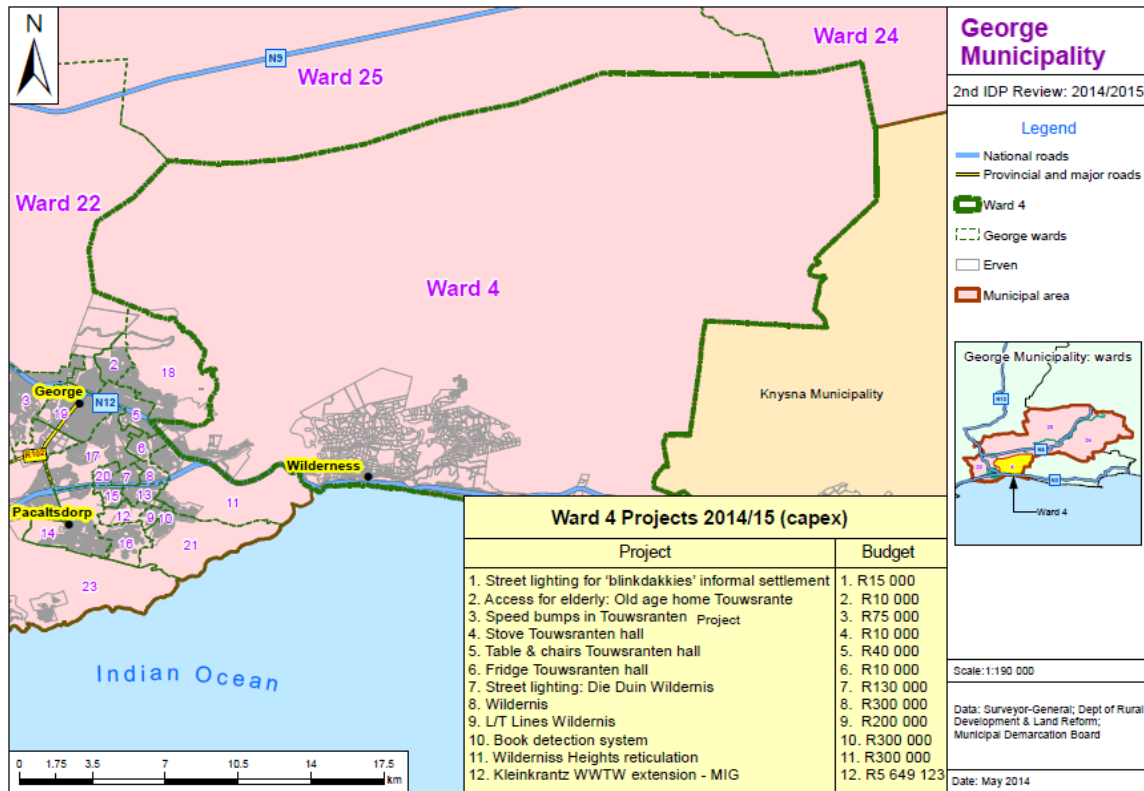 N
N9
Ward 25
Ward 24
Ward 22
Ward 4
2
18
George
N12
3
19
5
R102
17
6
20
7
8
15
13
11
Wilderness
Pacaltsdorp
12
9
10
14
16
21
23
Knysna Municipality
Indian Ocean
0 1.75 3.5 7 10.5 14 17.5
km
Ward 4 Projects 2014/15 (capex)
Project Budget
1. Street lighting for 'blinkdakkies' informal settlement 1. R15 000
2. Access for elderly: Old age home Touwsrante 2. R10 000
3. Speed bumps in Touwsranten Project 3. R75 000
4. Stove Touwsranten hall 4. R10 000
5. Table & chairs Touwsranten hall 5. R40 000
6. Fridge Touwsranten hall 6. R10 000
7. Street lighting: Die Duin Wildernis 7. R130 000
8. Wildernis 8. R300 000
9. L/T Lines Wildernis 9. R200 000
10. Book detection system 10. R300 000
11. Wilderniss Heights reticulation 11. R300 000
12. Kleinkrantz WWTW extension - MIG 12. R5 649 123
George
Municipality
2nd IDP Review: 2014/2015
Legend
National roads
Provincial and major roads
Ward 4
George wards
Erven
Municipal area
George Municipality: wards
Ward 4
Scale:1:190 000
Data: Surveyor-General; Dept of Rural
Development & Land Reform;
Municipal Demarcation Board
Date: May 2014